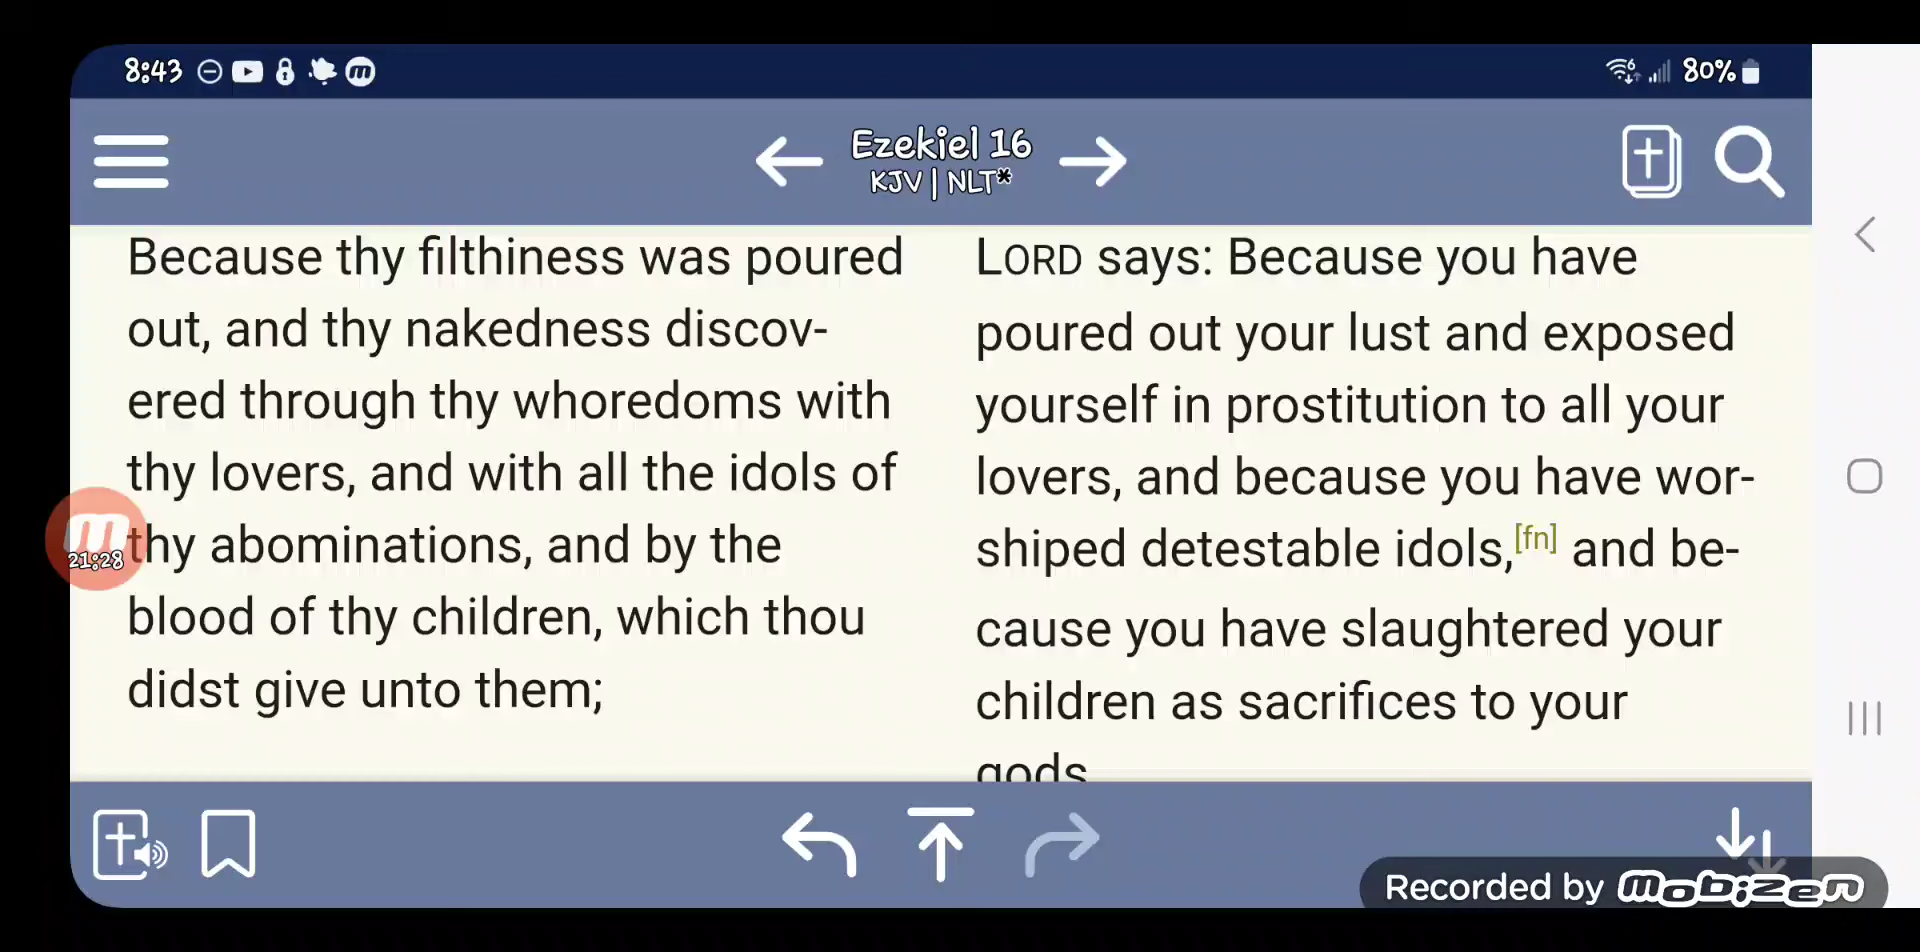 8:43
80%
Ezekiel 16
KJV | NLT*
Because thy filthiness was poured
out, and thy nakedness discov-
ered through thy whoredoms with
thy lovers, and with all the idols of
thy abominations, and by the
blood of thy children, which thou
didst give unto them;
LORD says: Because you have
poured out your lust and exposed
yourself in prostitution to all your
lovers, and because you have wor-
shiped detestable idols,[fn] and be-
cause you have slaughtered your
children as sacrifices to your
gods
21:28
Recorded by mobizen